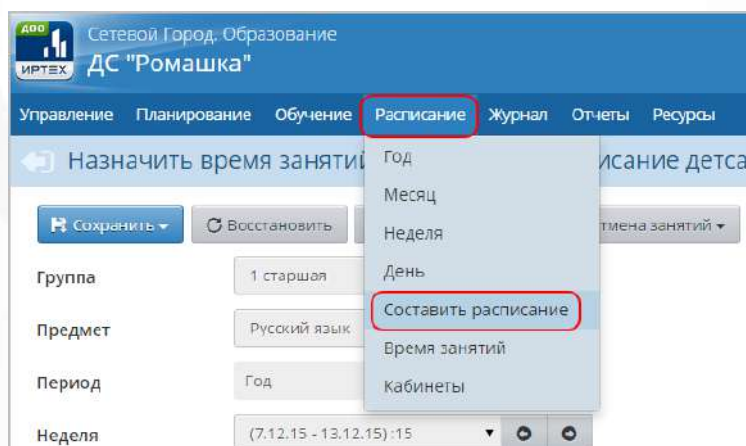 ДОО
ИРТЕХ
Сетевой Город. Образование
ДС "Ромашка"
Управление Планирование Обучение Расписание Журнал Отчеты Ресурсы
Назначить время заняти исание детса
Сохранить Восстановить тмена занятий
Год
Месяц
Неделя
День
Составить расписание
Время занятий
Кабинеты
Группа 1 старшая
Предмет Русский язык
Период Год
Неделя (7.12.15 - 13.12.15) :15